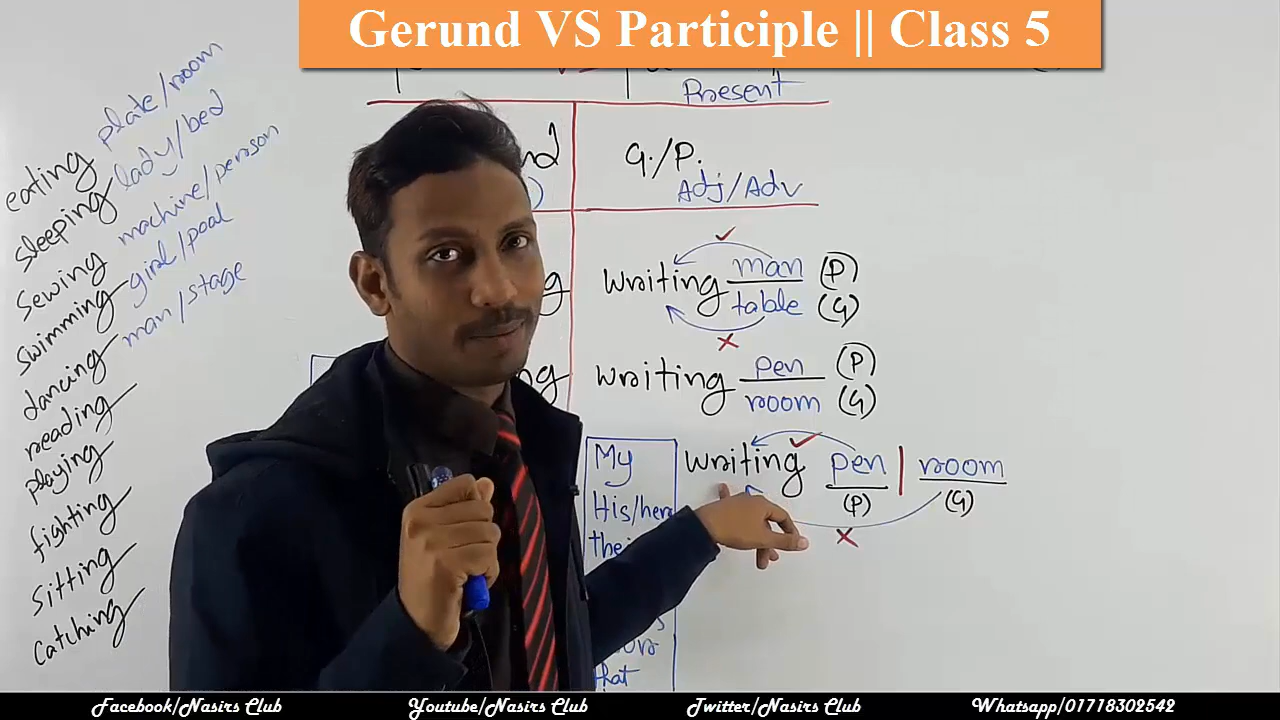 Gerund VS Participle || Class 5
Present
G./P.
Adj/Adv
eating plate/room
sleeping lady/bed
sewing machine/person
swimming girl/pool
dancing man/stage
reading
playing
fighting
sitting
catching
writing man (P)
table (G)
writing pen (P)
room (G)
My
His/her
writing pen | room
(P) (G)
that
Facebook/Nasirs Club Youtube/Nasirs Club Twitter/Nasirs Club Whatsapp/01778302542